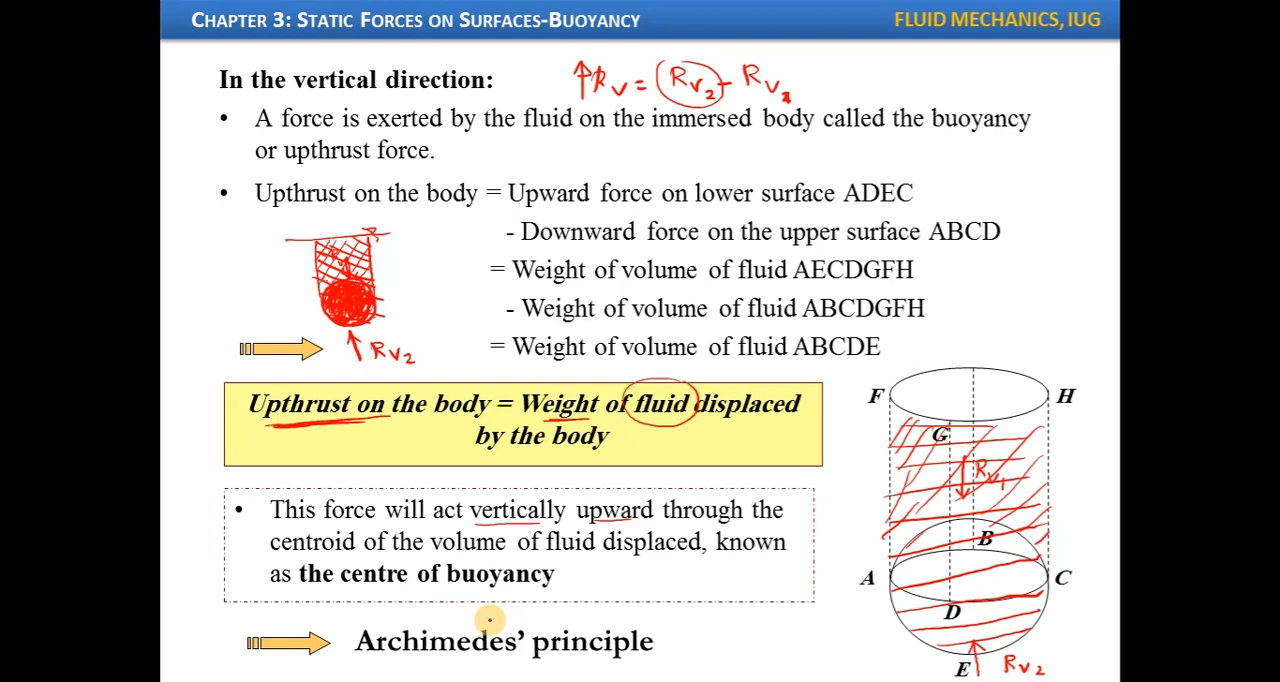 CHAPTER 3: STATIC FORCES ON SURFACES-BUOYANCY
FLUID MECHANICS, IUG
In the vertical direction:
↑Rv = Rv2 - Rv1
• A force is exerted by the fluid on the immersed body called the buoyancy
or upthrust force.
• Upthrust on the body = Upward force on lower surface ADEC
- Downward force on the upper surface ABCD
= Weight of volume of fluid AECDGFH
- Weight of volume of fluid ABCDGFH
= Weight of volume of fluid ABCDE
Rv2
Upthrust on the body = Weight of fluid displaced
by the body
• This force will act vertically upward through the
centroid of the volume of fluid displaced, known
as the centre of buoyancy
Archimedes' principle
F
H
G
Rv1
B
A
C
D
E
Rv2